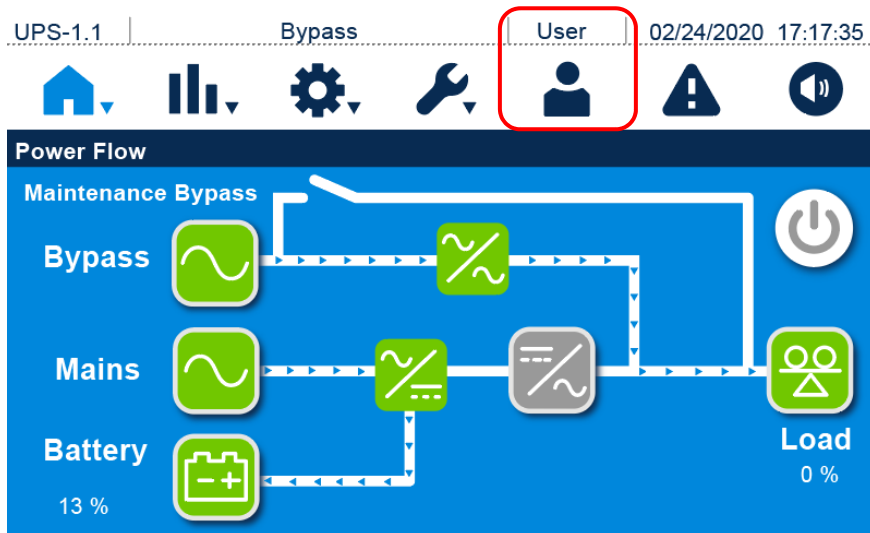 UPS-1.1 Bypass User 02/24/2020 17:17:35
Power Flow
Maintenance Bypass
Bypass
Mains
Battery
13 %
Load
0 %